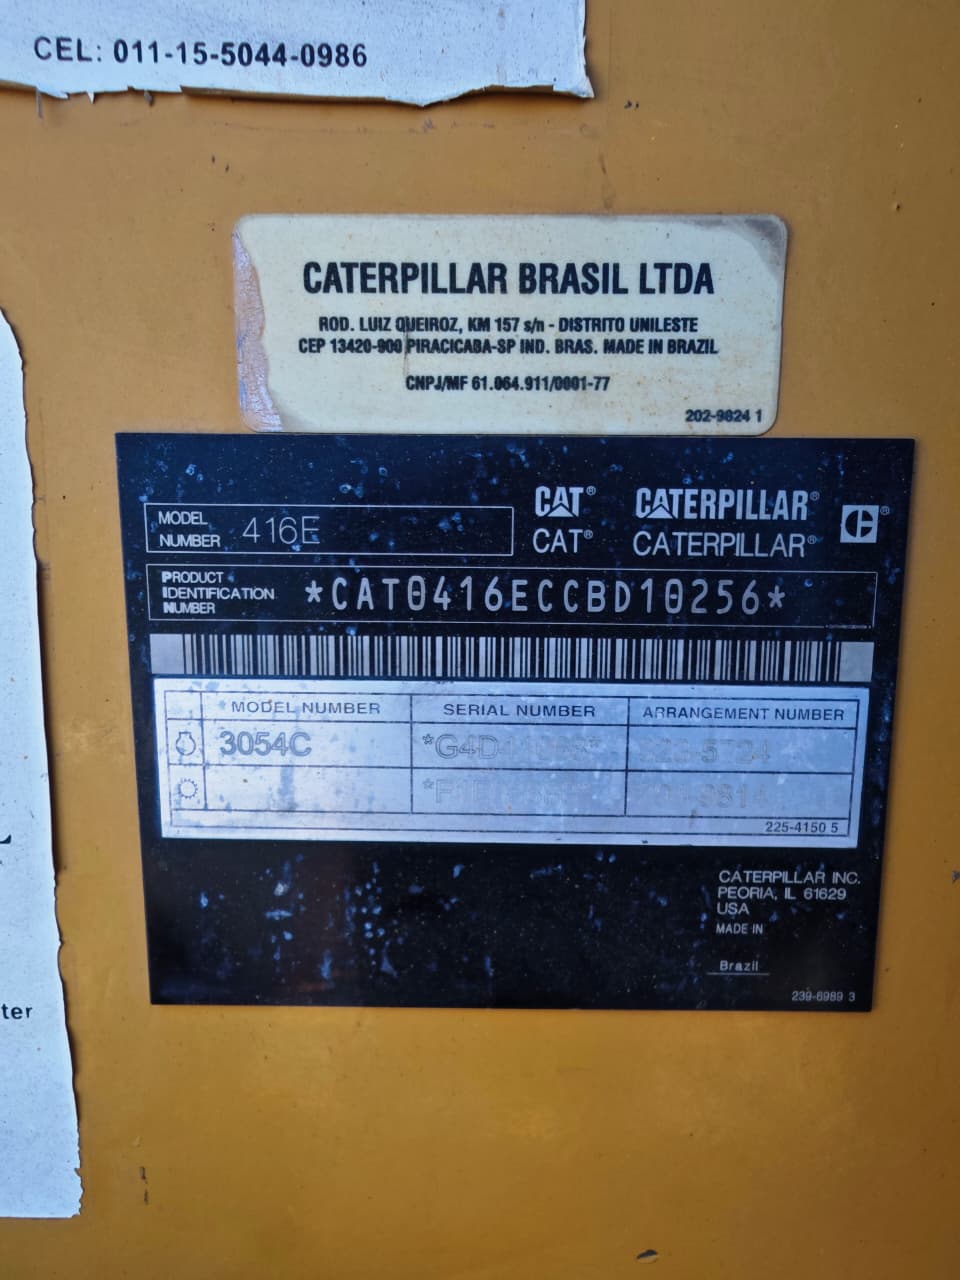 CEL: 011-15-5044-0986
CATERPILLAR BRASIL LTDA
ROD. LUIZ QUEIROZ, KM 157 s/n - DISTRITO UNILESTE
CEP 13420-900 PIRACICABA-SP IND. BRAS. MADE IN BRAZIL
CNPJ/MF 61.064.911/0001-77
202-9824 1
CAT® CATERPILLAR® ®
MODEL NUMBER 416E
CAT® CATERPILLAR®
PRODUCT IDENTIFICATION NUMBER *CAT0416ECCBD10256*
MODEL NUMBER SERIAL NUMBER ARRANGEMENT NUMBER
3054C
225-4150 5
CATERPILLAR INC.
PEORIA, IL 61629
USA
MADE IN
Brazil
239-6989 3
ter